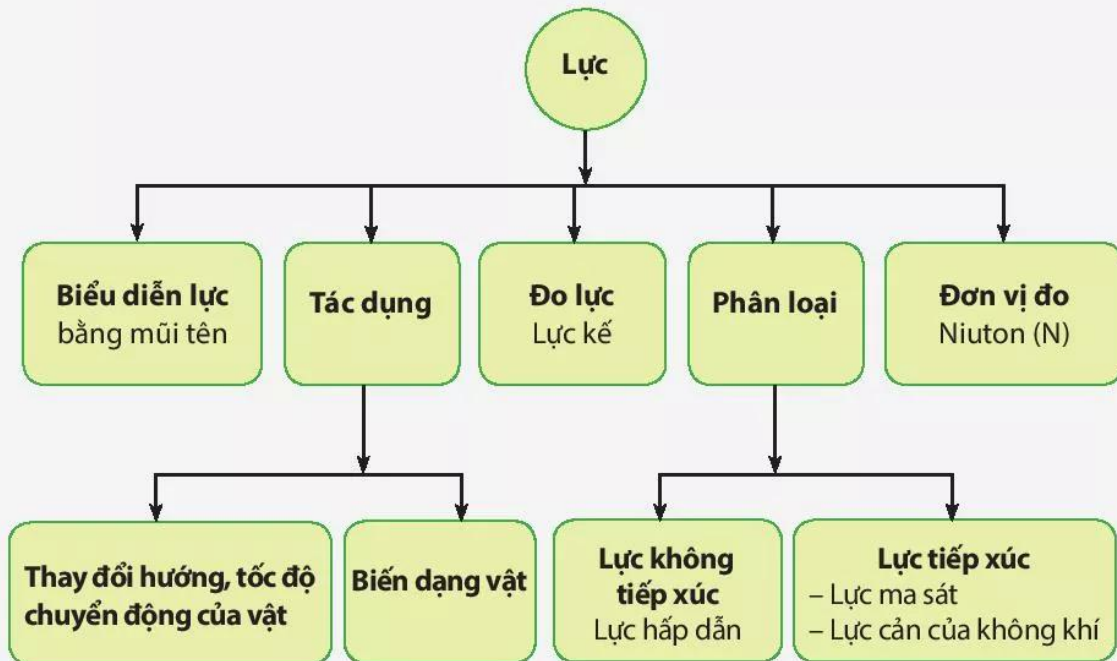 Lực
Biểu diễn lực
bằng mũi tên
Tác dụng
Đo lực
Lực kế
Phân loại
Đơn vị đo
Niuton (N)
Thay đổi hướng, tốc độ
chuyển động của vật
Biến dạng vật
Lực không
tiếp xúc
Lực hấp dẫn
Lực tiếp xúc
– Lực ma sát
– Lực cản của không khí